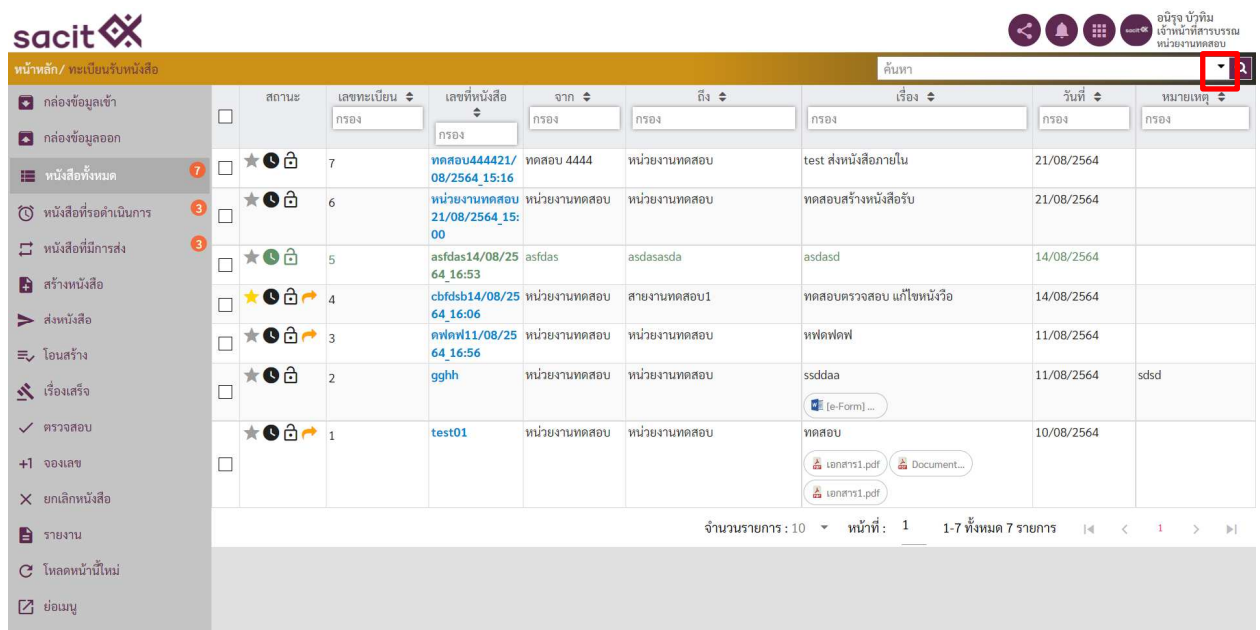 sacit
อนิรุจ บัวทิม
เจ้าหน้าที่สารบรรณ
หน่วยงานทดสอบ
หน้าหลัก/ ทะเบียนรับหนังสือ
ค้นหา
กล่องข้อมูลเข้า
กล่องข้อมูลออก
หนังสือทั้งหมด 7
หนังสือที่รอดำเนินการ 3
หนังสือที่มีการส่ง 3
สร้างหนังสือ
ส่งหนังสือ
โอนสร้าง
เรื่องเสร็จ
ตรวจสอบ
+1 จองเลข
ยกเลิกหนังสือ
รายงาน
โหลดหน้านี้ใหม่
ย่อเมนู
สถานะ เลขทะเบียน เลขที่หนังสือ จาก ถึง เรื่อง วันที่ หมายเหตุ
กรอง กรอง กรอง กรอง กรอง กรอง กรอง
7 ทดสอบ444421/ ทดสอบ 4444 หน่วยงานทดสอบ test ส่งหนังสือภายใน 21/08/2564
08/2564_15:16
6 หน่วยงานทดสอบ หน่วยงานทดสอบ หน่วยงานทดสอบ ทดสอบสร้างหนังสือรับ 21/08/2564
21/08/2564_15:
00
5 asfdas14/08/25 asfdas asdasasda asdasd 14/08/2564
64_16:53
4 cbfdsb14/08/25 หน่วยงานทดสอบ สายงานทดสอบ1 ทดสอบตรวจสอบ แก้ไขหนังวือ 14/08/2564
64_16:06
3 ดฟดฟ11/08/25 หน่วยงานทดสอบ หน่วยงานทดสอบ หฟดฟดฟ 11/08/2564
64_16:56
2 gghh หน่วยงานทดสอบ หน่วยงานทดสอบ ssddaa 11/08/2564 sdsd
[e-Form] ...
1 test01 หน่วยงานทดสอบ หน่วยงานทดสอบ ทดสอบ 10/08/2564
เอกสาร1.pdf Document...
เอกสาร1.pdf
จำนวนรายการ : 10 หน้าที่ : 1 1-7 ทั้งหมด 7 รายการ 1